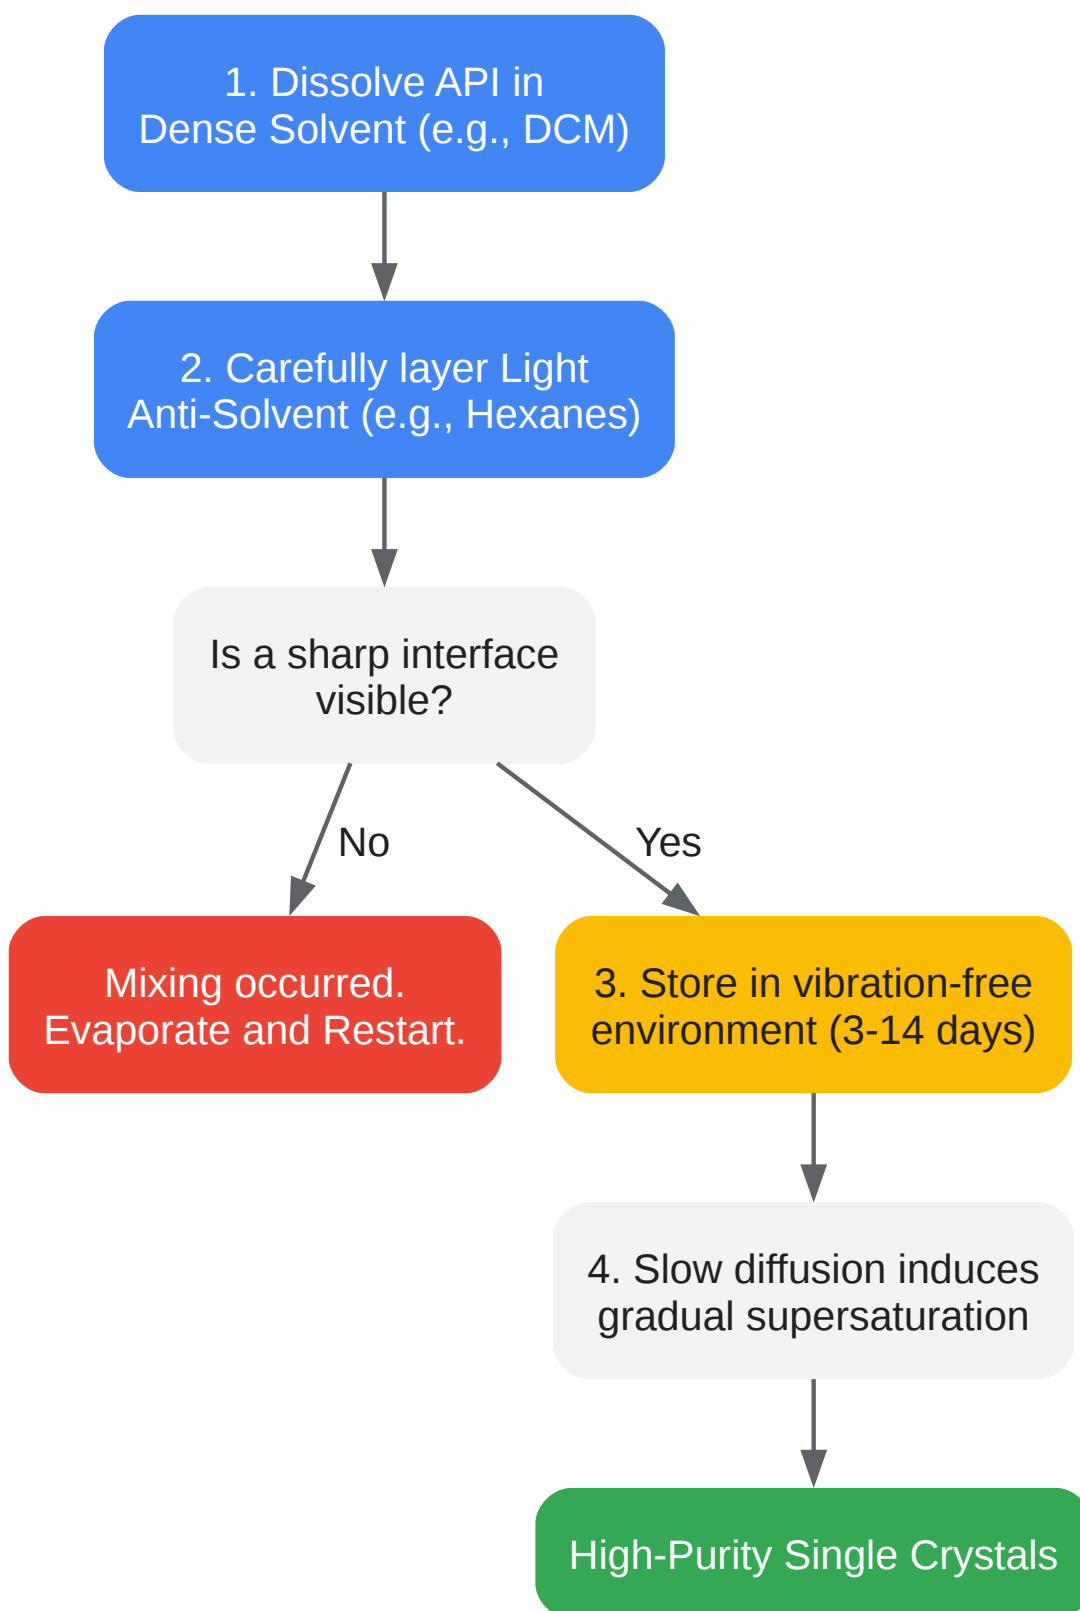 1. Dissolve API in
Dense Solvent (e.g., DCM)
2. Carefully layer Light
Anti-Solvent (e.g., Hexanes)
Is a sharp interface
visible?
No
Yes
Mixing occurred.
Evaporate and Restart.
3. Store in vibration-free
environment (3-14 days)
4. Slow diffusion induces
gradual supersaturation
High-Purity Single Crystals